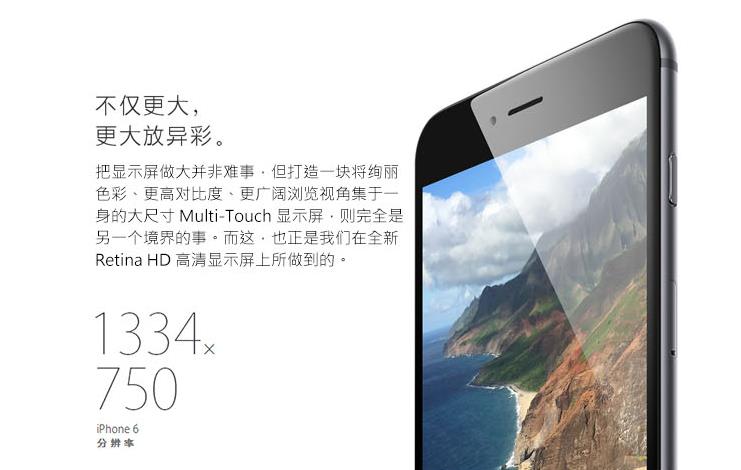 不仅更大，
更大放异彩。
把显示屏做大并非难事，但打造一块将绚丽
色彩、更高对比度、更广阔浏览视角集于一
身的大尺寸 Multi-Touch 显示屏，则完全是
另一个境界的事。而这，也正是我们在全新
Retina HD 高清显示屏上所做到的。
1334×
750
iPhone 6
分辨率